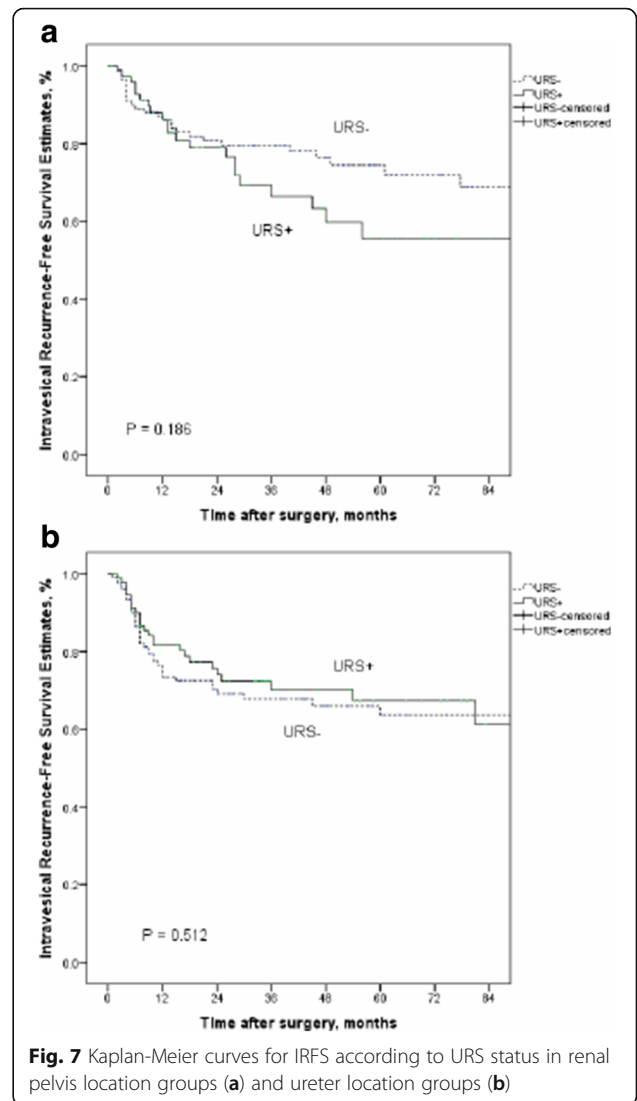 a
Intravesical Recurrence-Free Survival Estimates, %
1.0
0.8
0.6
0.4
0.2
0.0
URS-
URS+
P = 0.186
0 12 24 36 48 60 72 84
Time after surgery, months
URS-
URS+
URS-censored
URS+censored
b
Intravesical Recurrence-Free Survival Estimates, %
1.0
0.8
0.6
0.4
0.2
0.0
URS+
URS-
P = 0.512
0 12 24 36 48 60 72 84
Time after surgery, months
URS-
URS+
URS-censored
URS+censored
Fig. 7 Kaplan-Meier curves for IRFS according to URS status in renal
pelvis location groups (a) and ureter location groups (b)